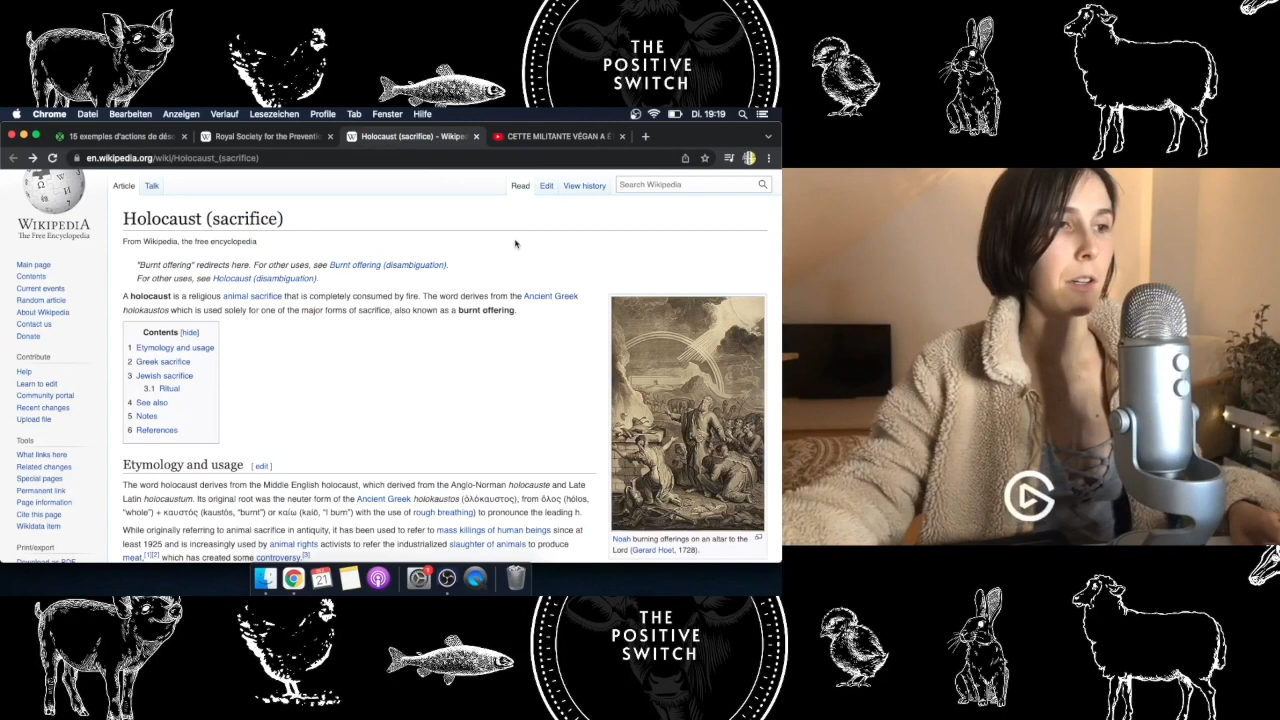 THE
POSITIVE
SWITCH
Chrome Datei Bearbeiten Anzeigen Verlauf Lesezeichen Profile Tab Fenster Hilfe Di. 19:19
15 exemples d'actions de dés
Royal Society for the Preventio
Holocaust (sacrifice) - Wikipe
CETTE MILITANTE VÉGAN A É
en.wikipedia.org/wiki/Holocaust_(sacrifice)
Article Talk Read Edit View history Search Wikipedia
WIKIPEDIA
The Free Encyclopedia
Main page
Contents
Current events
Random article
About Wikipedia
Contact us
Donate
Contribute
Help
Learn to edit
Community portal
Recent changes
Upload file
Tools
What links here
Related changes
Special pages
Permanent link
Page information
Cite this page
Wikidata item
Print/export
Download as PDF
Holocaust (sacrifice)
From Wikipedia, the free encyclopedia
"Burnt offering" redirects here. For other uses, see Burnt offering (disambiguation).
For other uses, see Holocaust (disambiguation).
A holocaust is a religious animal sacrifice that is completely consumed by fire. The word derives from the Ancient Greek
holokaustos which is used solely for one of the major forms of sacrifice, also known as a burnt offering.
Contents [hide]
1 Etymology and usage
2 Greek sacrifice
3 Jewish sacrifice
3.1 Ritual
4 See also
5 Notes
6 References
Noah burning offerings on an altar to the
Lord (Gerard Hoet, 1728).
Etymology and usage [ edit ]
The word holocaust derives from the Middle English holocaust, which derived from the Anglo-Norman holocauste and Late
Latin holocaustum. Its original root was the neuter form of the Ancient Greek holokaustos (ὁλόκαυστος), from ὅλος (hólos,
"whole") + καυστός (kaustós, "burnt") or καίω (kaíō, "I burn") with the use of rough breathing) to pronounce the leading h.
While originally referring to animal sacrifice in antiquity, it has been used to refer to mass killings of human beings since at
least 1925 and is increasingly used by animal rights activists to refer the industrialized slaughter of animals to produce
meat,[1][2] which has created some controversy.[3]
21
THE
POSITIVE
SWITCH